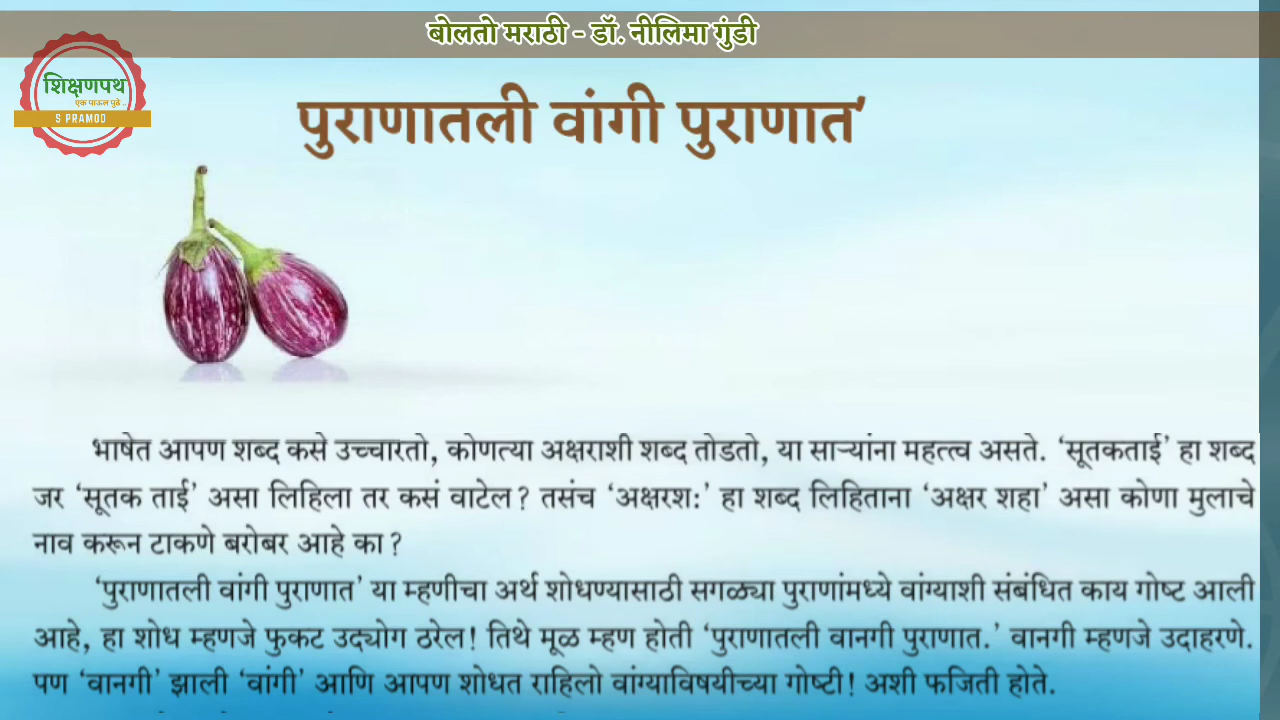 बोलतो मराठी - डॉ. नीलिमा गुंडी
शिक्षणपथ
एक पाऊल पुढे ..
S PRAMOD
पुराणातली वांगी पुराणात’
भाषेत आपण शब्द कसे उच्चारतो, कोणत्या अक्षराशी शब्द तोडतो, या साऱ्यांना महत्त्व असते. ‘सूतकताई’ हा शब्द
जर ‘सूतक ताई’ असा लिहिला तर कसं वाटेल? तसंच ‘अक्षरश:’ हा शब्द लिहिताना ‘अक्षर शहा’ असा कोणा मुलाचे
नाव करून टाकणे बरोबर आहे का?
‘पुराणातली वांगी पुराणात’ या म्हणीचा अर्थ शोधण्यासाठी सगळ्या पुराणांमध्ये वांग्याशी संबंधित काय गोष्ट आली
आहे, हा शोध म्हणजे फुकट उद्योग ठरेल! तिथे मूळ म्हण होती ‘पुराणातली वानगी पुराणात.’ वानगी म्हणजे उदाहरणे.
पण ‘वानगी’ झाली ‘वांगी’ आणि आपण शोधत राहिलो वांग्याविषयीच्या गोष्टी! अशी फजिती होते.